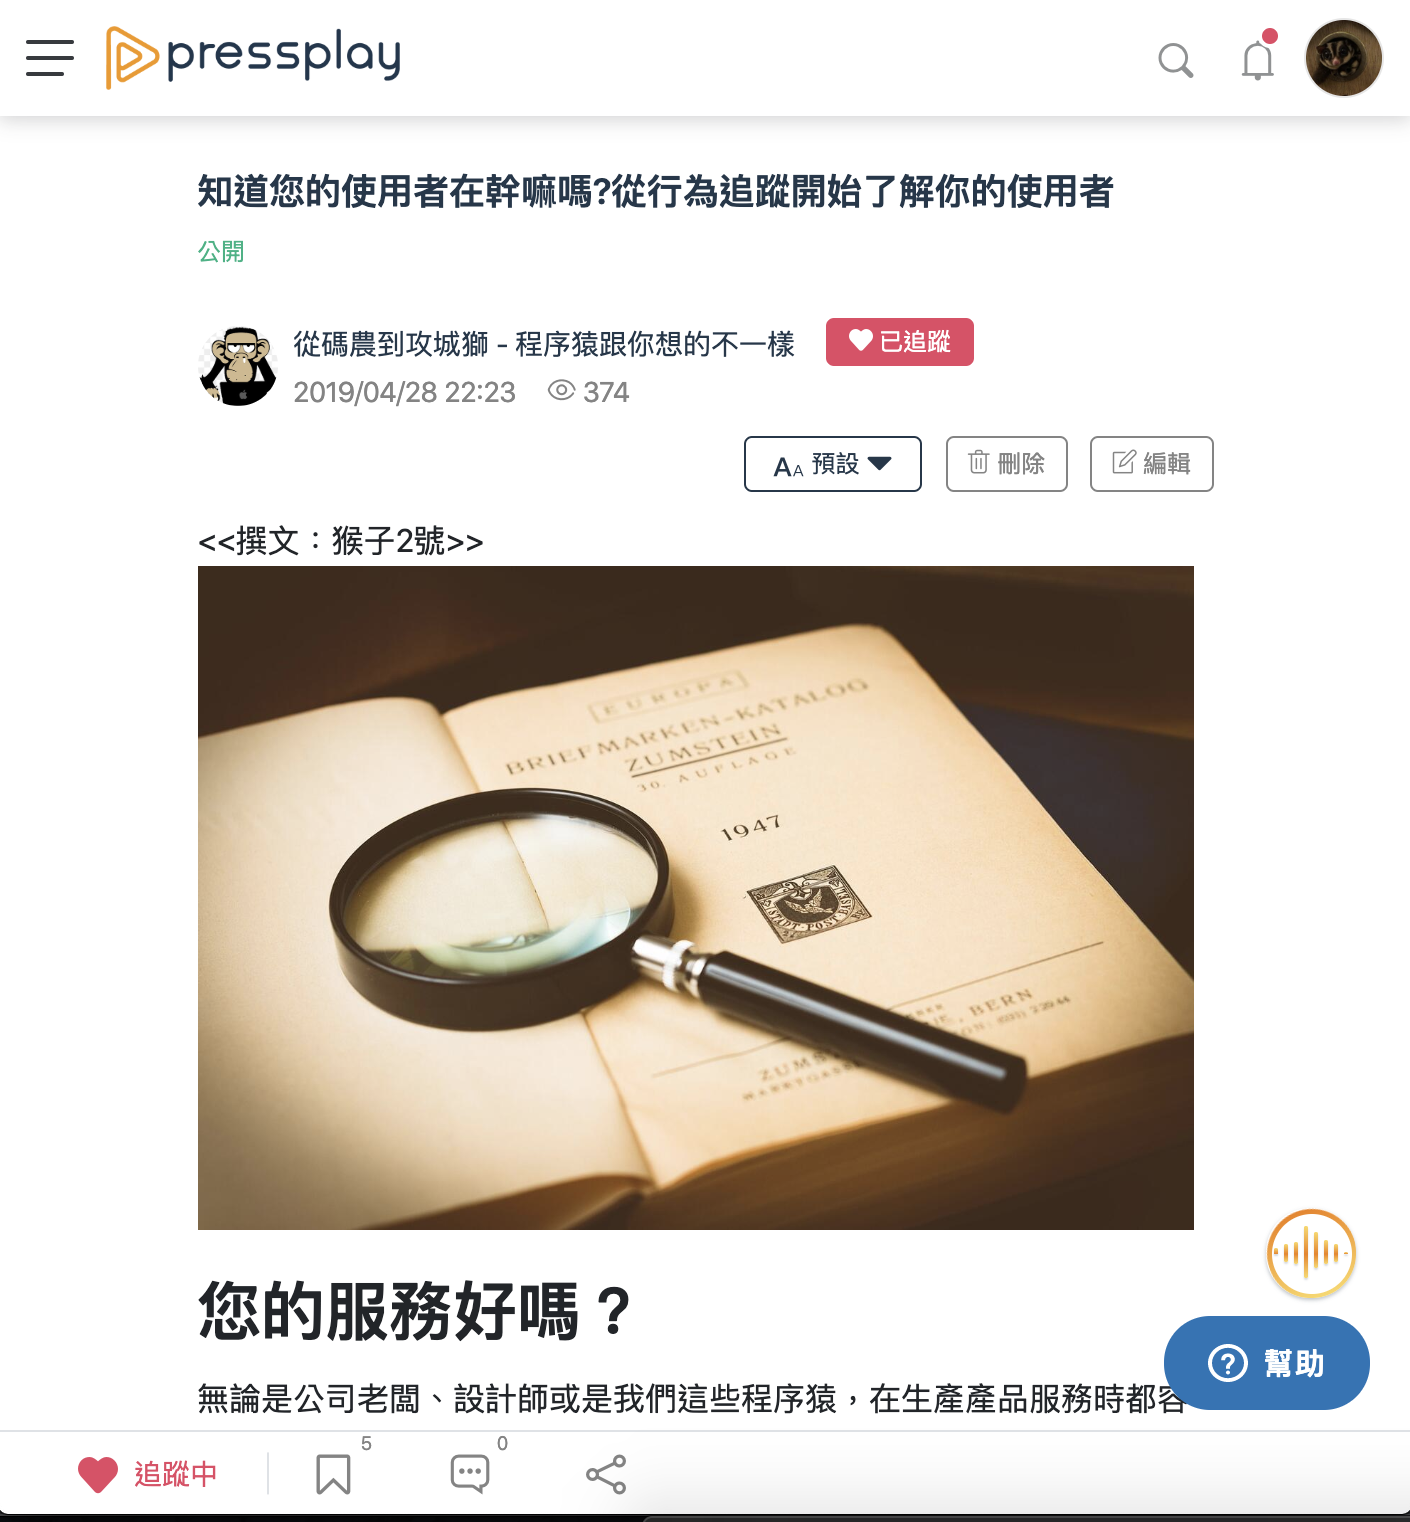 pressplay
知道您的使用者在幹嘛嗎?從行為追蹤開始了解你的使用者
公開
從碼農到攻城獅 - 程序猿跟你想的不一樣
已追蹤
2019/04/28 22:23 374
AA 預設
刪除
編輯
<<撰文：猴子2號>>
EUROPA
BRIEFMARKEN-KATALOG
ZUMSTEIN
30. AUFLAGE
1947
STADT POST BASEL
BERN
您的服務好嗎？
無論是公司老闆、設計師或是我們這些程序猿，在生產產品服務時都容
幫助
追蹤中
5
0